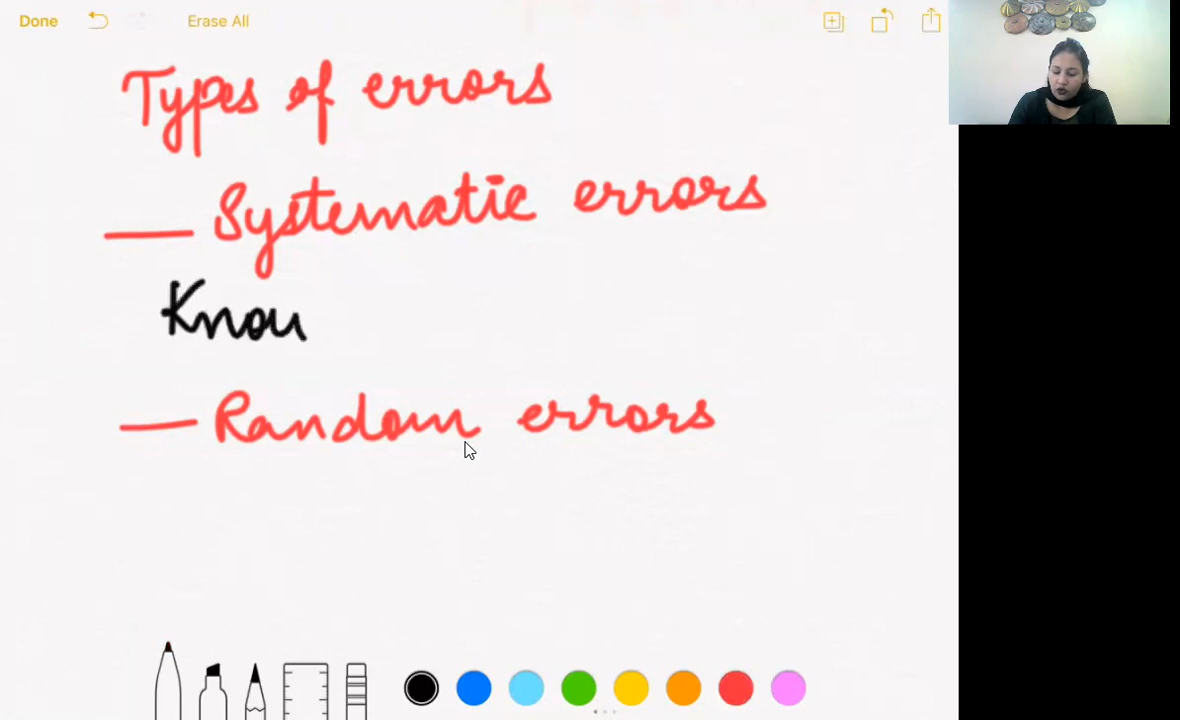 Done Erase All
Types of errors
— Systematic errors
Knou
— Random errors